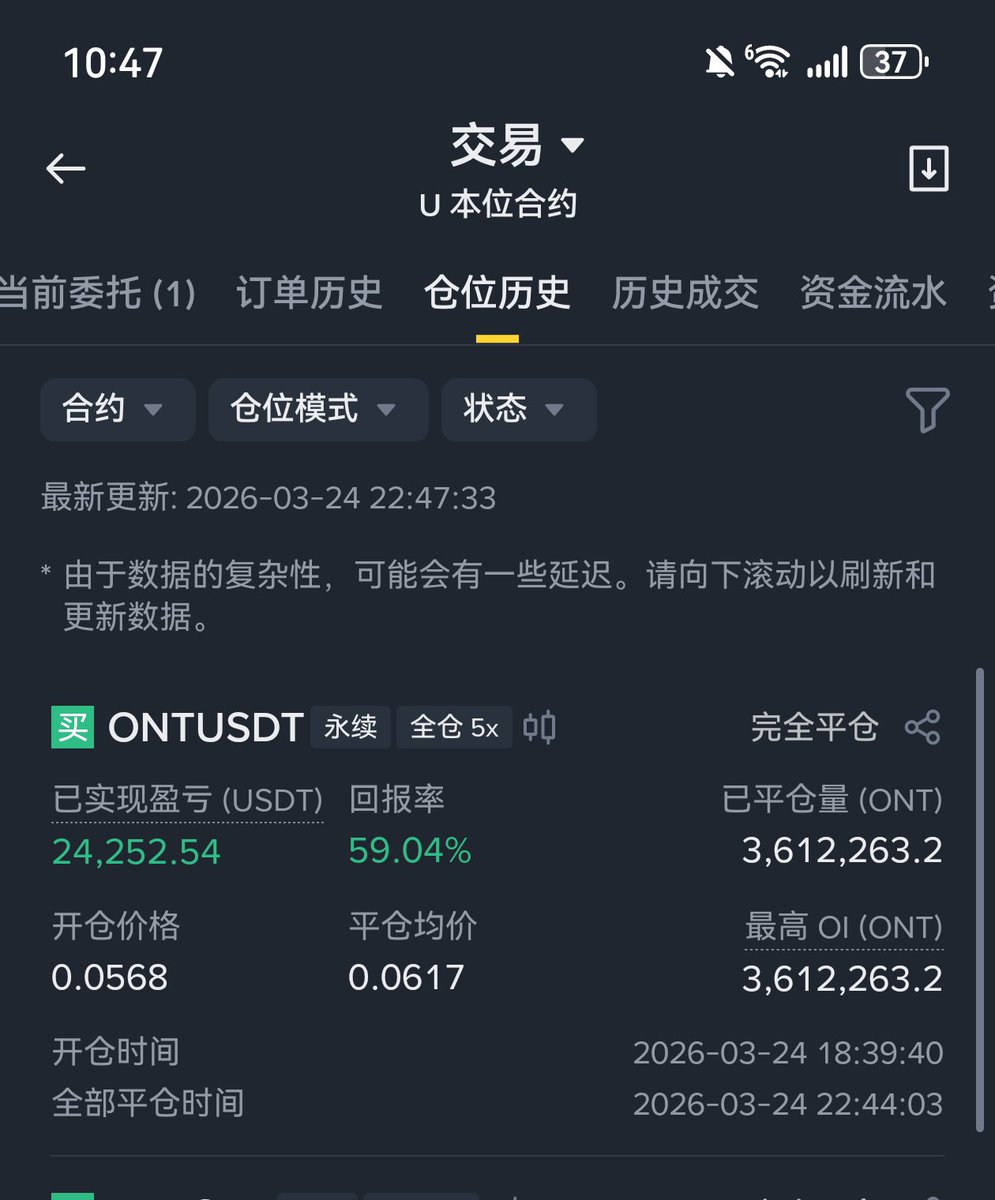 10:47
6
37
交易
U 本位合约
当前委托 (1) 订单历史 仓位历史 历史成交 资金流水
合约 仓位模式 状态
最新更新: 2026-03-24 22:47:33
* 由于数据的复杂性，可能会有一些延迟。请向下滚动以刷新和
更新数据。
买 ONTUSDT 永续 全仓 5x 完全平仓
已实现盈亏 (USDT) 回报率 已平仓量 (ONT)
24,252.54 59.04% 3,612,263.2
开仓价格 平仓均价 最高 OI (ONT)
0.0568 0.0617 3,612,263.2
开仓时间 2026-03-24 18:39:40
全部平仓时间 2026-03-24 22:44:03